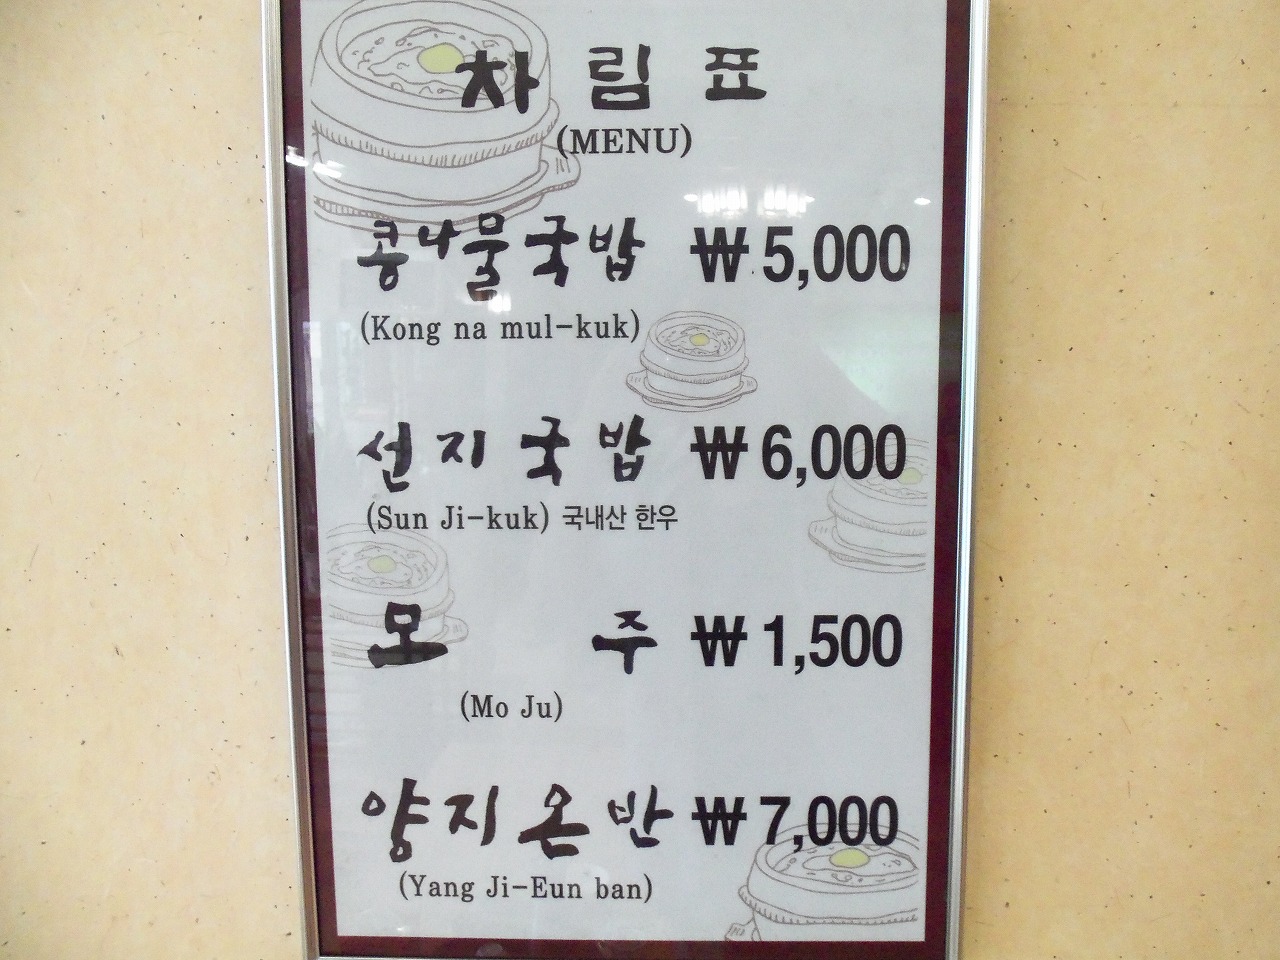 차림표
(MENU)
콩나물국밥 ₩5,000
(Kong na mul-kuk)
선지국밥 ₩6,000
(Sun Ji-kuk) 국내산 한우
모 주 ₩1,500
(Mo Ju)
양지온반 ₩7,000
(Yang Ji-Eun ban)